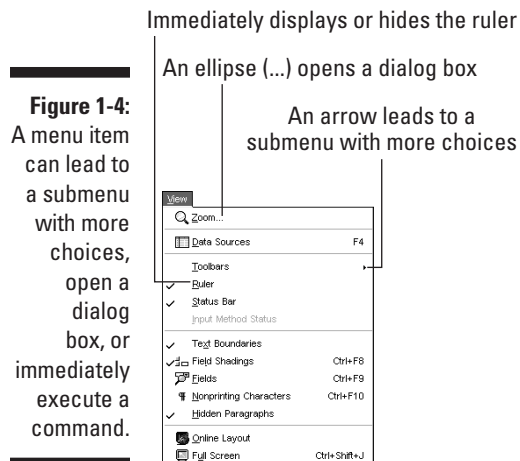 Immediately displays or hides the ruler
An ellipse (...) opens a dialog box
An arrow leads to a
submenu with more choices
Figure 1-4:
A menu item
can lead to
a submenu
with more
choices,
open a
dialog
box, or
immediately
execute a
command.
View
Zoom...
Data Sources F4
Toolbars
Ruler
Status Bar
Input Method Status
Text Boundaries
Field Shadings Ctrl+F8
Fields Ctrl+F9
Nonprinting Characters Ctrl+F10
Hidden Paragraphs
Online Layout
Full Screen Ctrl+Shift+J